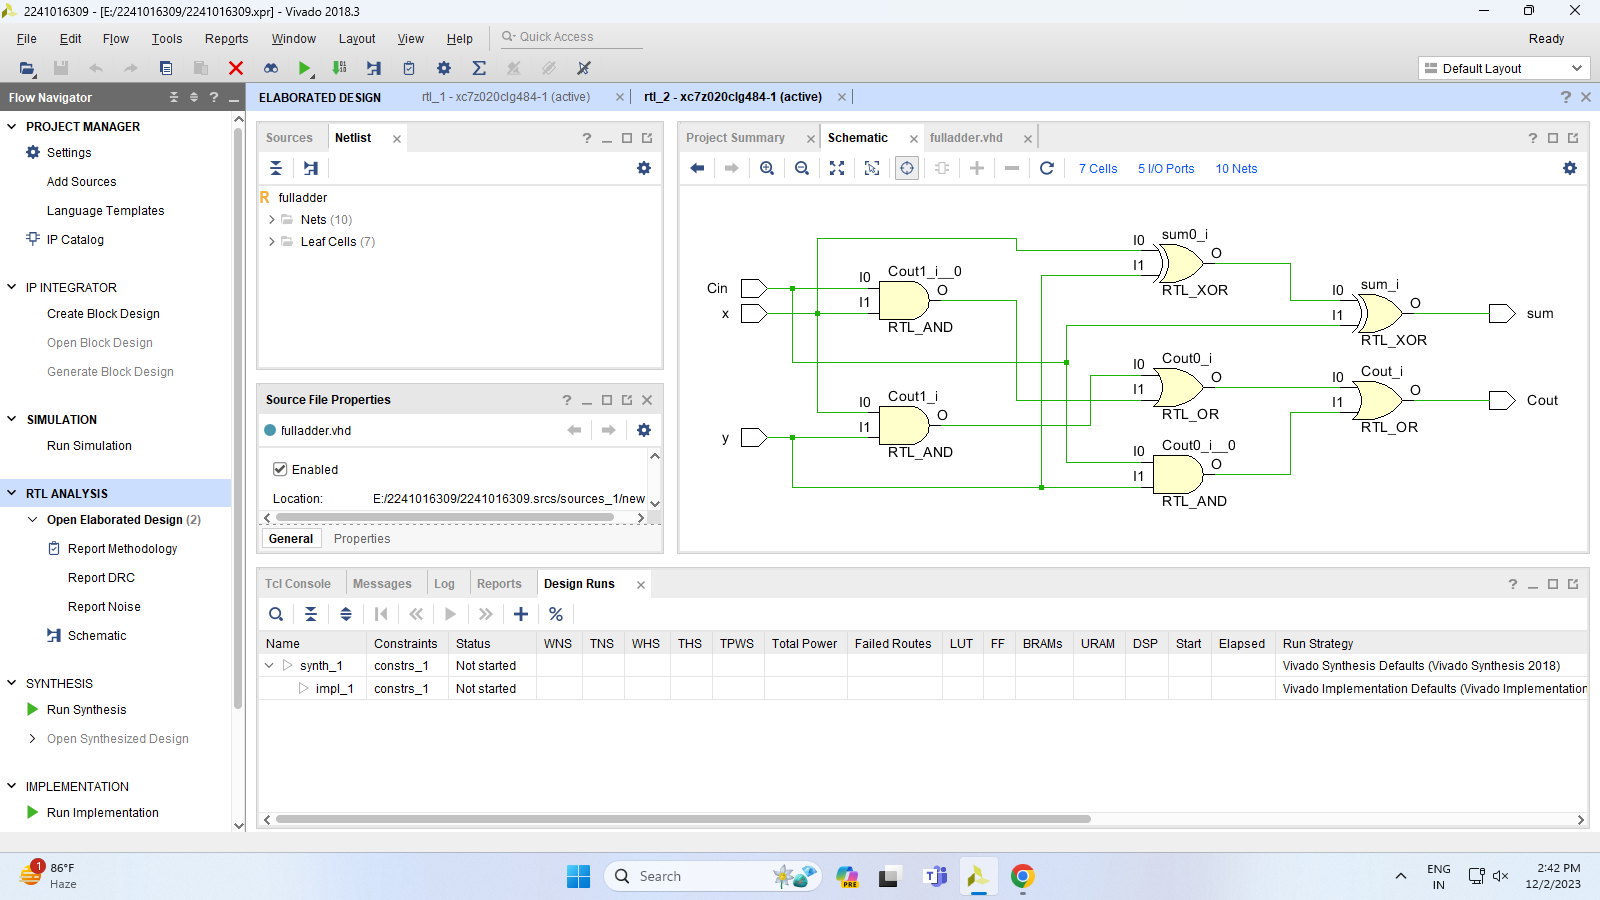 2241016309 - [E:/2241016309/2241016309.xpr] - Vivado 2018.3
File Edit Flow Tools Reports Window Layout View Help Quick Access Ready
Default Layout
Flow Navigator
PROJECT MANAGER
Settings
Add Sources
Language Templates
IP Catalog
IP INTEGRATOR
Create Block Design
Open Block Design
Generate Block Design
SIMULATION
Run Simulation
RTL ANALYSIS
Open Elaborated Design (2)
Report Methodology
Report DRC
Report Noise
Schematic
SYNTHESIS
Run Synthesis
Open Synthesized Design
IMPLEMENTATION
Run Implementation
ELABORATED DESIGN rtl_1 - xc7z020clg484-1 (active) rtl_2 - xc7z020clg484-1 (active)
Sources Netlist
fulladder
Nets (10)
Leaf Cells (7)
Source File Properties
fulladder.vhd
Enabled
Location: E:/2241016309/2241016309.srcs/sources_1/new
General Properties
Project Summary Schematic fulladder.vhd
7 Cells 5 I/O Ports 10 Nets
Cin
x
y
Cout1_i__0
I0
I1
O
RTL_AND
Cout1_i
I0
I1
O
RTL_AND
sum0_i
I0
I1
O
RTL_XOR
Cout0_i
I0
I1
O
RTL_OR
Cout0_i__0
I0
I1
O
RTL_AND
sum_i
I0
I1
O
RTL_XOR
Cout_i
I0
I1
O
RTL_OR
sum
Cout
Tcl Console Messages Log Reports Design Runs
Name Constraints Status WNS TNS WHS THS TPWS Total Power Failed Routes LUT FF BRAMs URAM DSP Start Elapsed Run Strategy
synth_1 constrs_1 Not started Vivado Synthesis Defaults (Vivado Synthesis 2018)
impl_1 constrs_1 Not started Vivado Implementation Defaults (Vivado Implementation
1
86°F
Haze
Search
PRE
ENG
IN
2:42 PM
12/2/2023